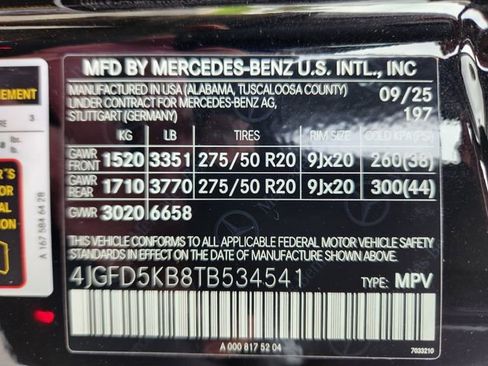 MFD BY MERCEDES-BENZ U.S. INTL., INC
MANUFACTURED IN USA (ALABAMA, TUSCALOOSA COUNTY) 09/25
UNDER CONTRACT FOR MERCEDES-BENZ AG, 197
STUTTGART (GERMANY)
KG LB TIRES RIM SIZE COLD KPA (PSI)
GAWR FRONT 1520 3351 275/50 R20 9Jx20 260(38)
GAWR REAR 1710 3770 275/50 R20 9Jx20 300(44)
GVWR 3020 6658
THIS VEHICLE CONFORMS TO ALL APPLICABLE FEDERAL MOTOR VEHICLE SAFETY
STANDARDS IN EFFECT ON THE DATE OF MANUFACTURE SHOWN ABOVE.
4JGFD5KB8TB534541 TYPE: MPV
A 000 817 52 04
7033210
A 167 584 64 28